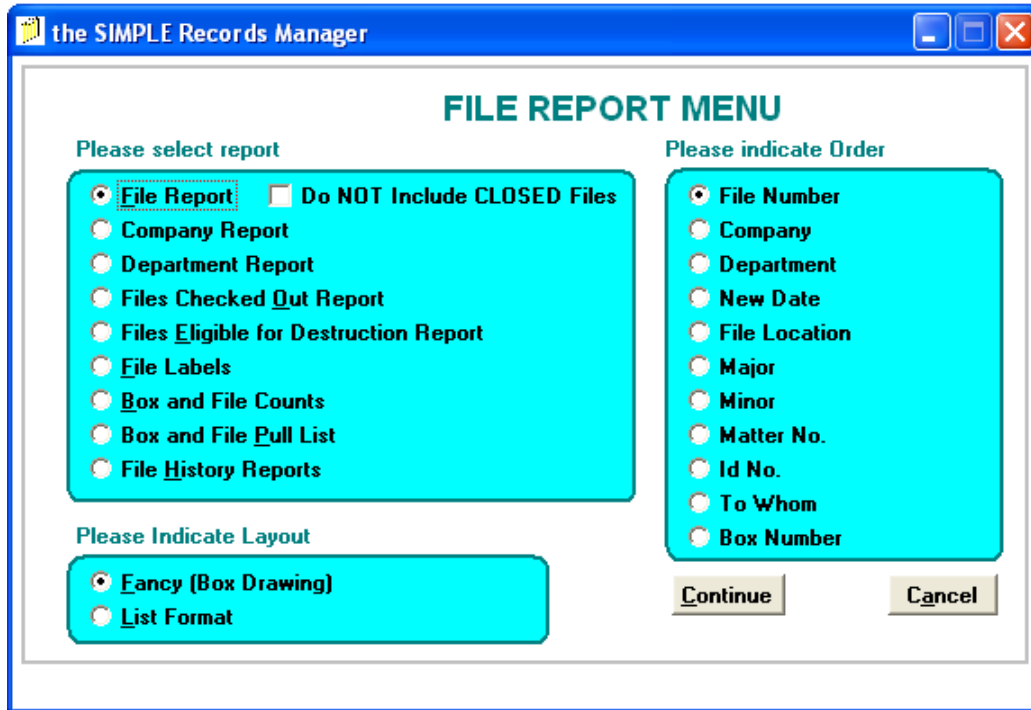 the SIMPLE Records Manager
FILE REPORT MENU
Please select report
File Report Do NOT Include CLOSED Files
Company Report
Department Report
Files Checked Out Report
Files Eligible for Destruction Report
File Labels
Box and File Counts
Box and File Pull List
File History Reports
Please Indicate Layout
Fancy (Box Drawing)
List Format
Please indicate Order
File Number
Company
Department
New Date
File Location
Major
Minor
Matter No.
Id No.
To Whom
Box Number
Continue
Cancel